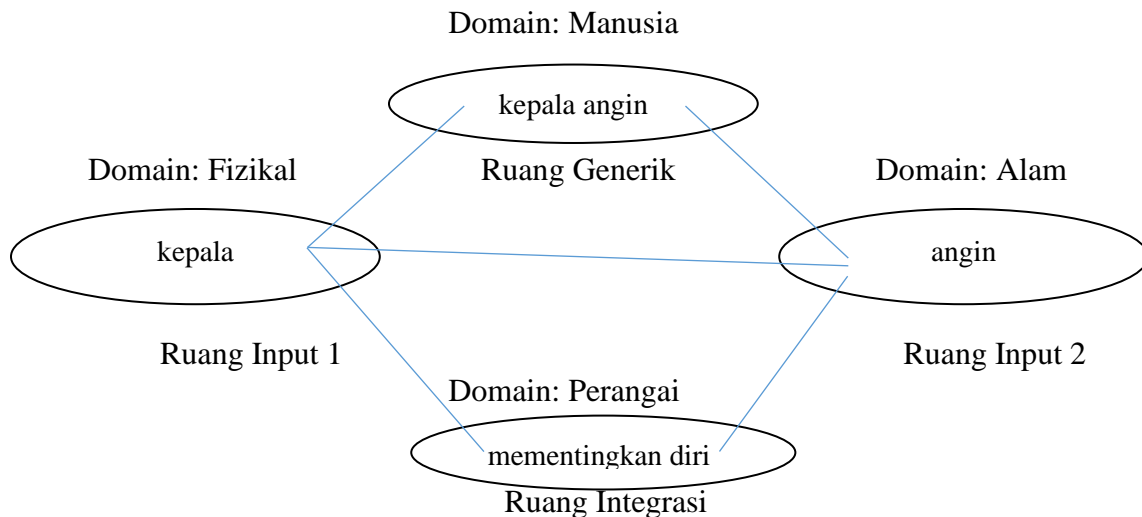 Domain: Manusia
kepala angin
Domain: Fizikal
Ruang Generik
Domain: Alam
kepala
angin
Ruang Input 1
Ruang Input 2
Domain: Perangai
mementingkan diri
Ruang Integrasi